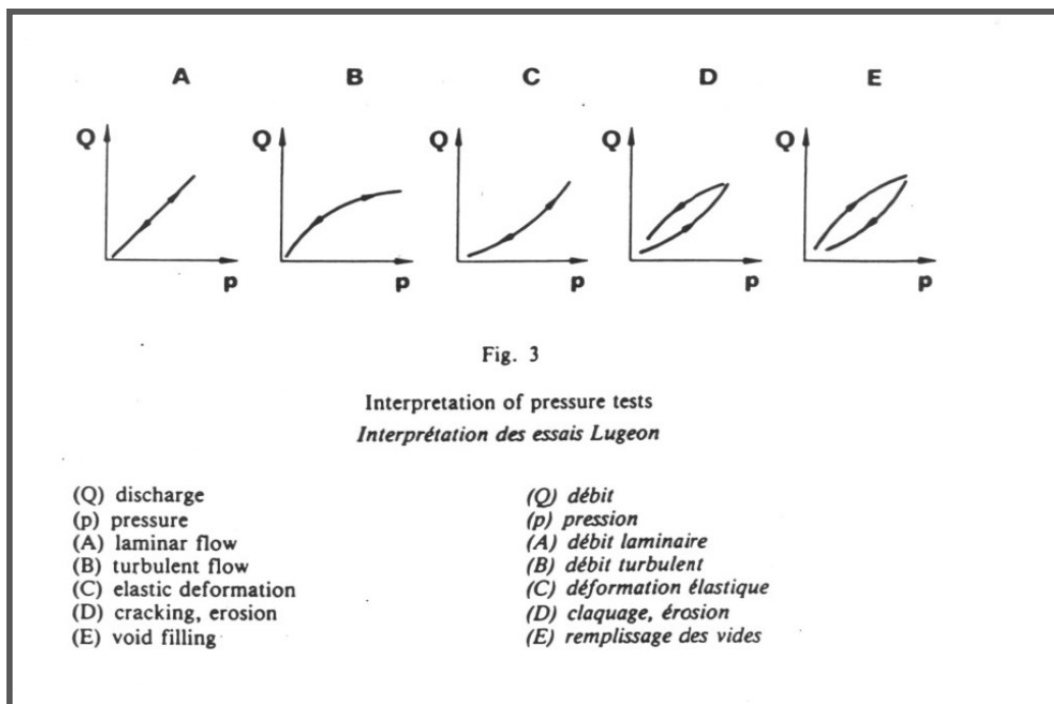 A B C D E
Q Q Q Q Q
p p p p p
Fig. 3
Interpretation of pressure tests
Interprétation des essais Lugeon
(Q) discharge
(p) pressure
(A) laminar flow
(B) turbulent flow
(C) elastic deformation
(D) cracking, erosion
(E) void filling
(Q) débit
(p) pression
(A) débit laminaire
(B) débit turbulent
(C) déformation élastique
(D) claquage, érosion
(E) remplissage des vides